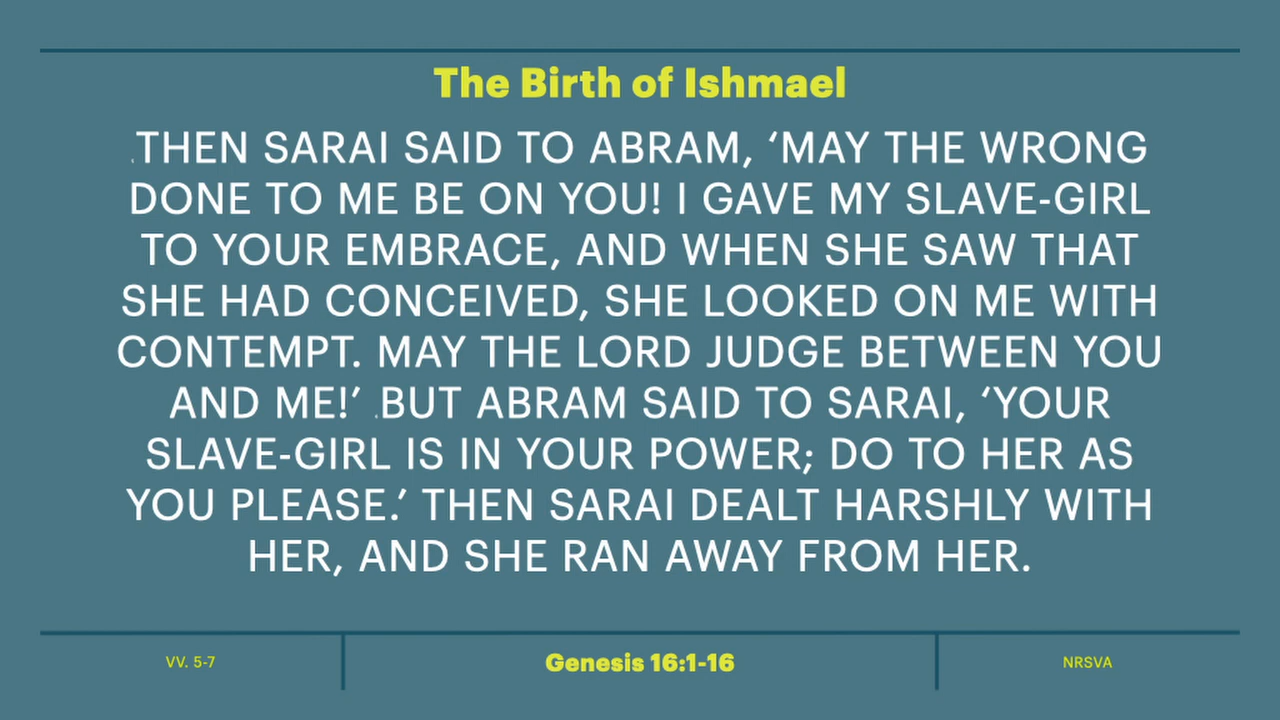 The Birth of Ishmael
THEN SARAI SAID TO ABRAM, ‘MAY THE WRONG
DONE TO ME BE ON YOU! I GAVE MY SLAVE-GIRL
TO YOUR EMBRACE, AND WHEN SHE SAW THAT
SHE HAD CONCEIVED, SHE LOOKED ON ME WITH
CONTEMPT. MAY THE LORD JUDGE BETWEEN YOU
AND ME!’ BUT ABRAM SAID TO SARAI, ‘YOUR
SLAVE-GIRL IS IN YOUR POWER; DO TO HER AS
YOU PLEASE.’ THEN SARAI DEALT HARSHLY WITH
HER, AND SHE RAN AWAY FROM HER.
VV. 5-7
Genesis 16:1-16
NRSVA